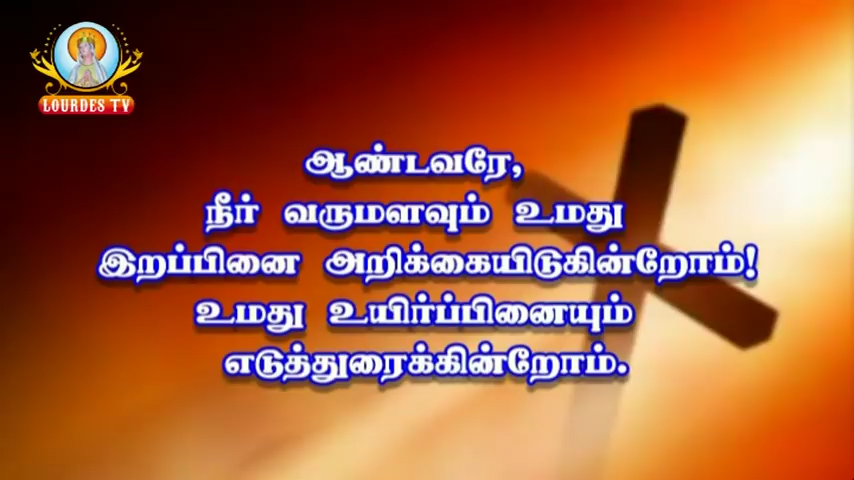 LOURDES TV
ஆண்டவரே,
நீர் வருமளவும் உமது
இறப்பினை அறிக்கையிடுகின்றோம்!
உமது உயிர்ப்பினையும்
எடுத்துரைக்கின்றோம்.